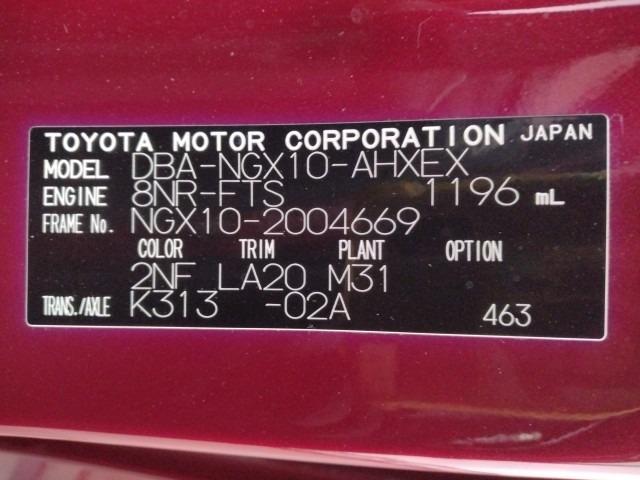 TOYOTA MOTOR CORPORATION JAPAN
MODEL DBA-NGX10-AHXEX
ENGINE 8NR-FTS 1196 mL
FRAME No. NGX10-2004669
COLOR TRIM PLANT OPTION
2NF LA20 M31
TRANS./AXLE K313 -02A 463